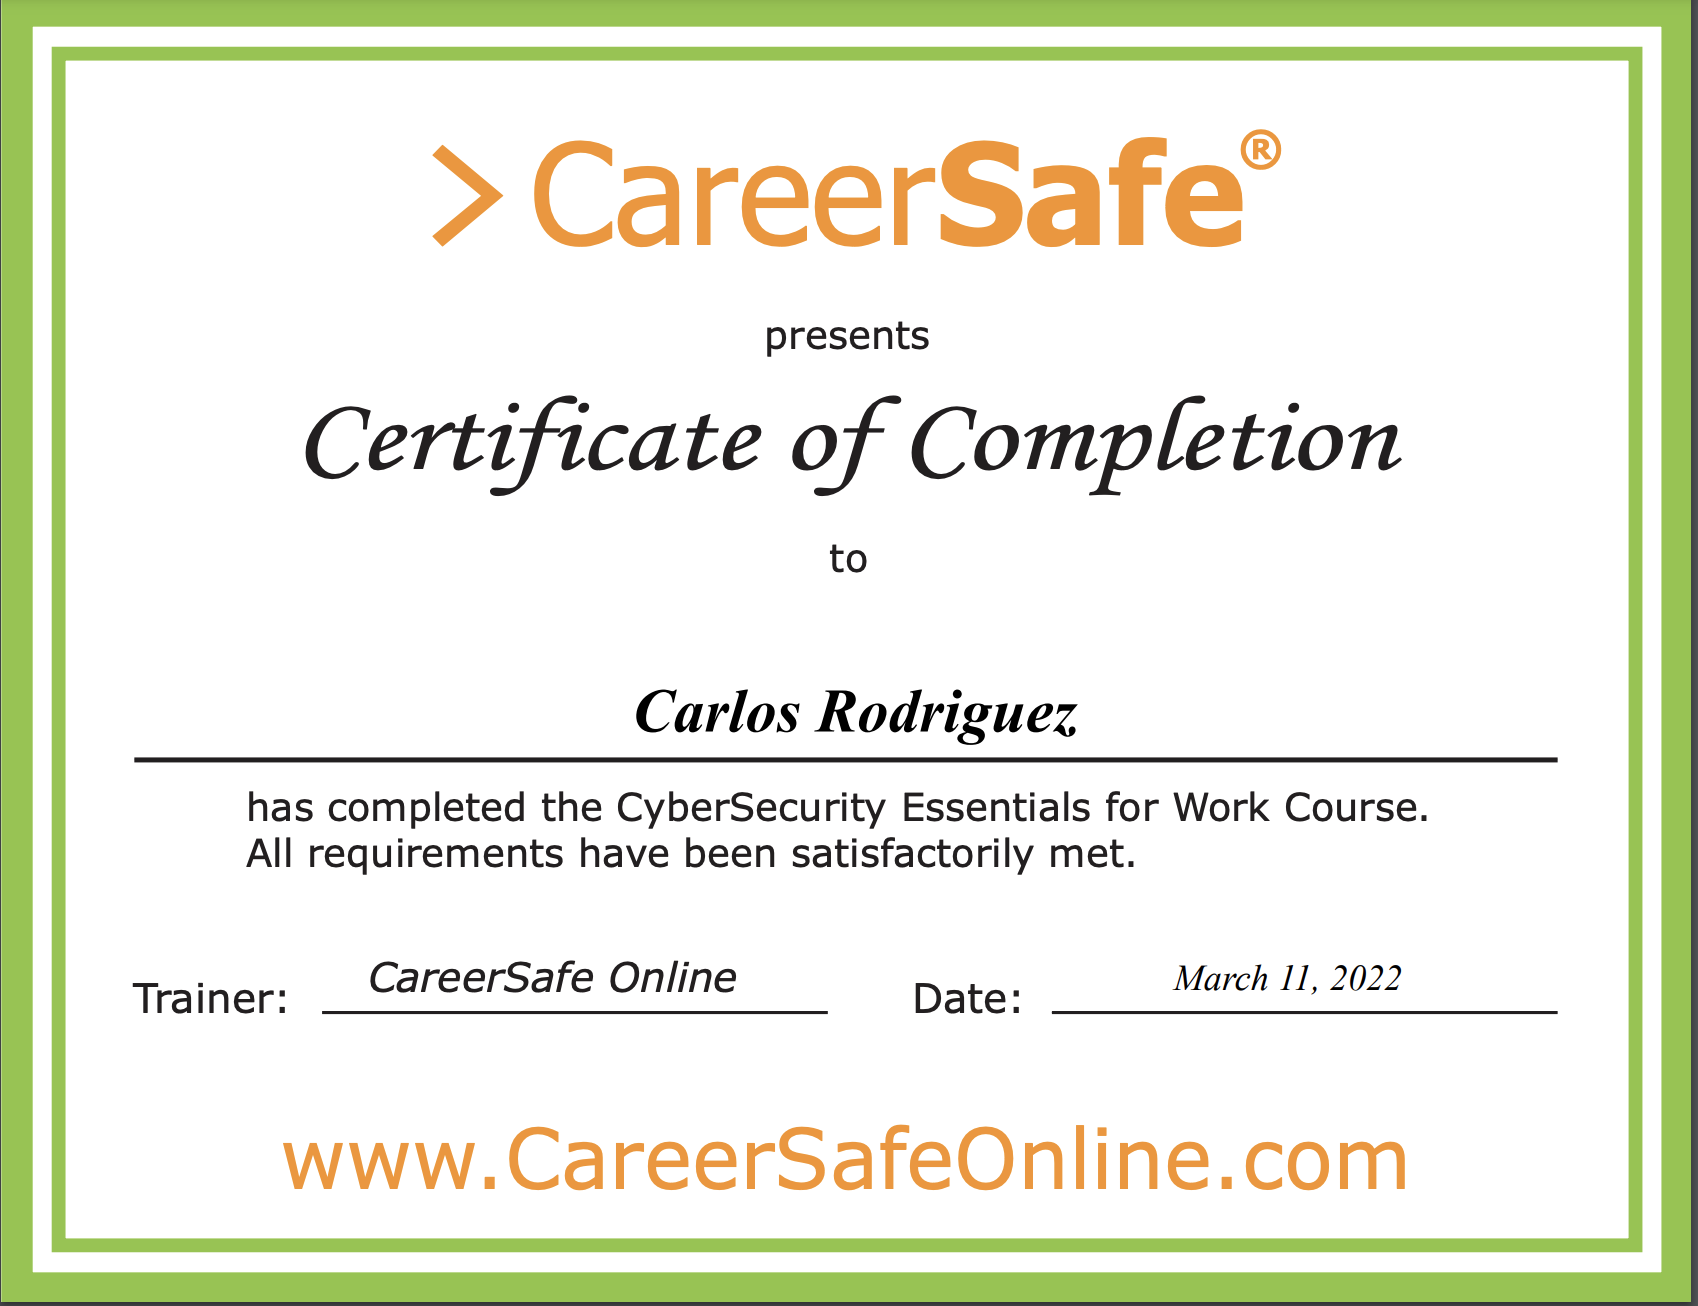 > CareerSafe®
presents
Certificate of Completion
to
Carlos Rodriguez
has completed the CyberSecurity Essentials for Work Course.
All requirements have been satisfactorily met.
Trainer: CareerSafe Online Date: March 11, 2022
www.CareerSafeOnline.com